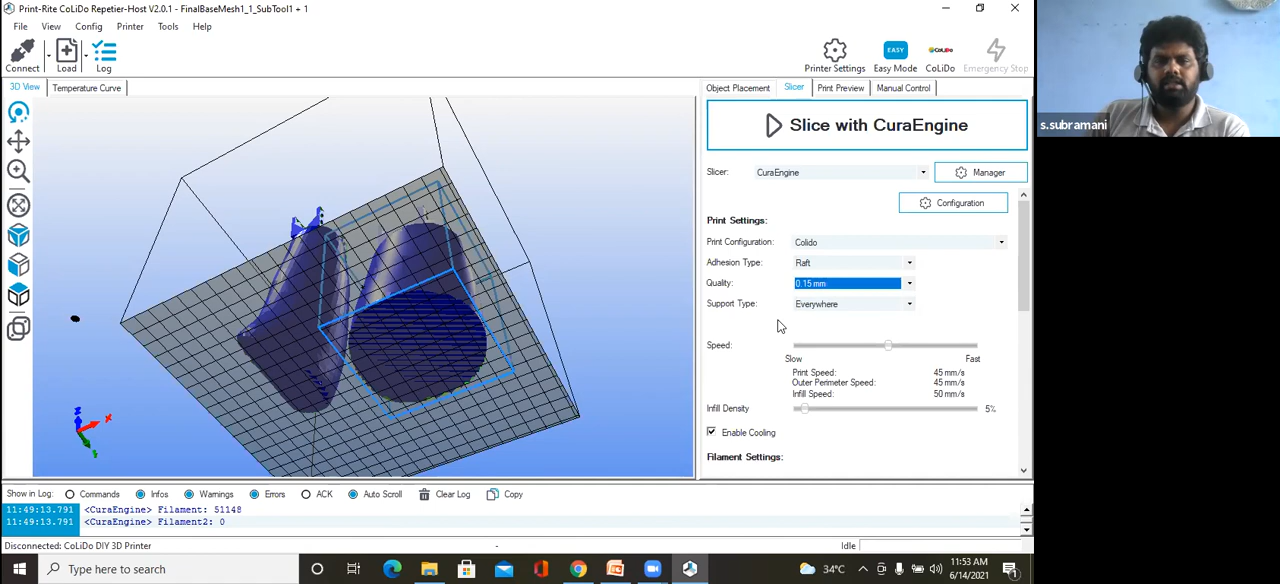 Print-Rite CoLiDo Repetier-Host V2.0.1 - FinalBaseMesh1_1_SubTool1 + 1
File View Config Printer Tools Help
Connect Load Log Printer Settings EASY Easy Mode CoLiDo CoLiDo Emergency Stop
3D View Temperature Curve
Object Placement Slicer Print Preview Manual Control
Slice with CuraEngine
s.subramani
Slicer: CuraEngine Manager
Configuration
Print Settings:
Print Configuration: Colido
Adhesion Type: Raft
Quality: 0.15 mm
Support Type: Everywhere
Speed:
Slow Fast
Print Speed: 45 mm/s
Outer Perimeter Speed: 45 mm/s
Infill Speed: 50 mm/s
Infill Density 5%
Enable Cooling
Filament Settings:
Show in Log: Commands Infos Warnings Errors ACK Auto Scroll Clear Log Copy
11:49:13.791 <CuraEngine> Filament: 51148
11:49:13.791 <CuraEngine> Filament2: 0
Disconnected: CoLiDo DIY 3D Printer - Idle
Type here to search
34°C
11:53 AM
6/14/2021
1